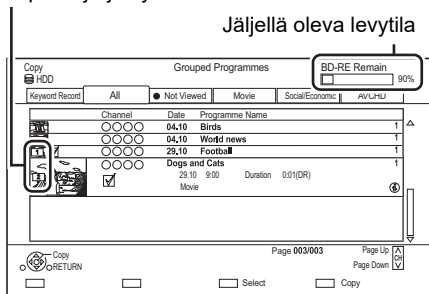 Jäljellä oleva levytila
Copy
HDD
Grouped Programmes
BD-RE Remain
90%
Keyword Record All Not Viewed Movie Social/Economic AVCHD
Channel Date Programme Name
04.10 Birds 1
04.10 World news 1
29.10 Football 1
Dogs and Cats 1
29.10 9:00 Duration 0:01(DR)
Movie
1
2
Copy
RETURN
Page 003/003
Page Up
CH
Page Down
Select Copy